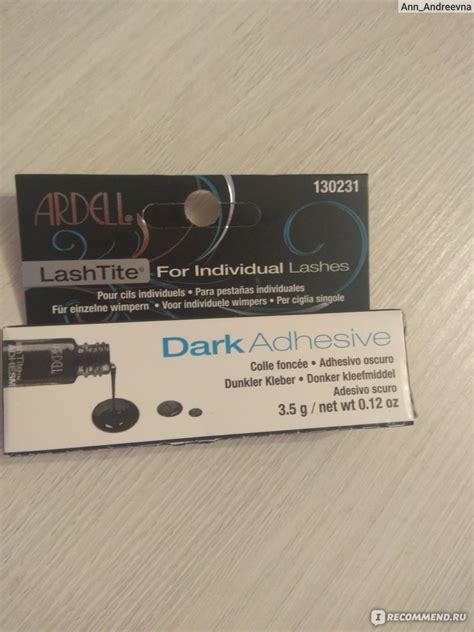 Ann_Andreevna
ARDELL
130231
LashTite® For Individual Lashes
Pour cils individuels • Para pestañas individuales
Für einzelne wimpern • Voor individuele wimpers • Per ciglia singole
Dark Adhesive
Colle foncée • Adhesivo oscuro
Dunkler Kleber • Donker kleefmiddel
Adesivo scuro
3.5 g / net wt 0.12 oz
I RECOMMEND.RU